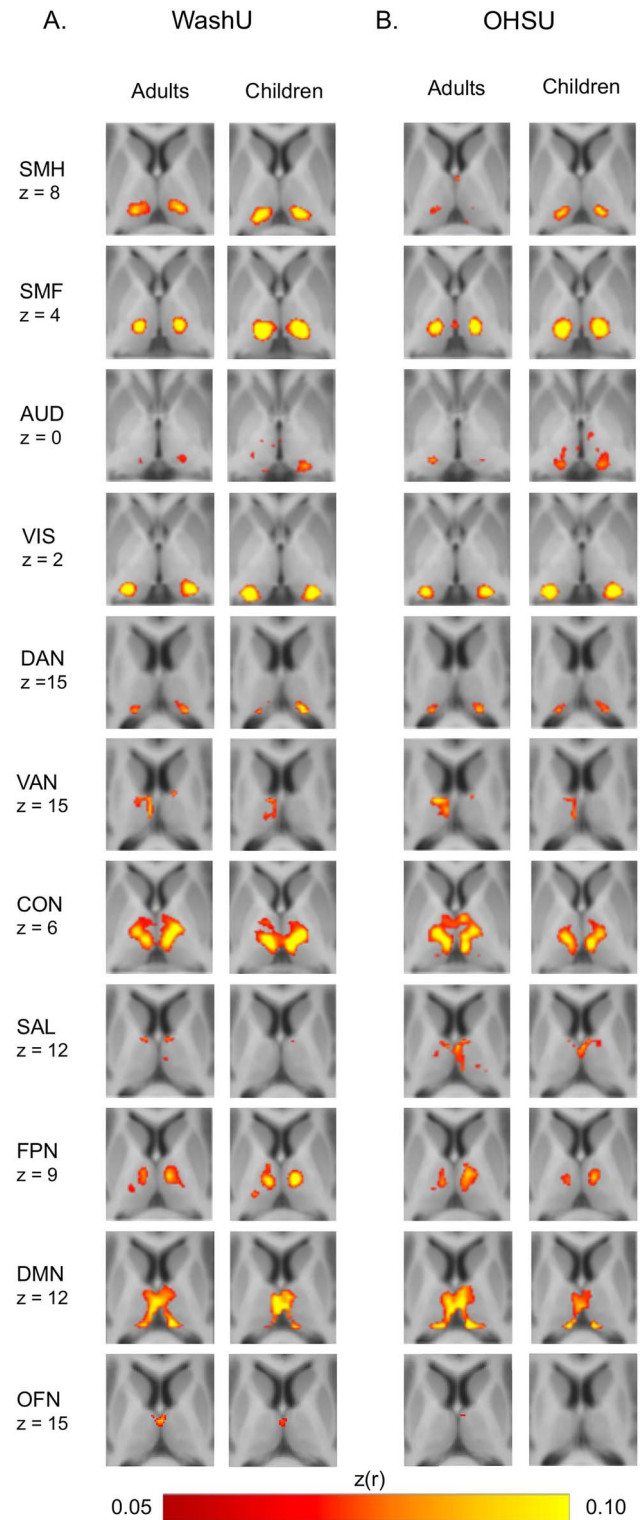 A. WashU B. OHSU
Adults Children Adults Children
SMH
z = 8
SMF
z = 4
AUD
z = 0
VIS
z = 2
DAN
z =15
VAN
z = 15
CON
z = 6
SAL
z = 12
FPN
z = 9
DMN
z = 12
OFN
z = 15
z(r)
0.05 0.10